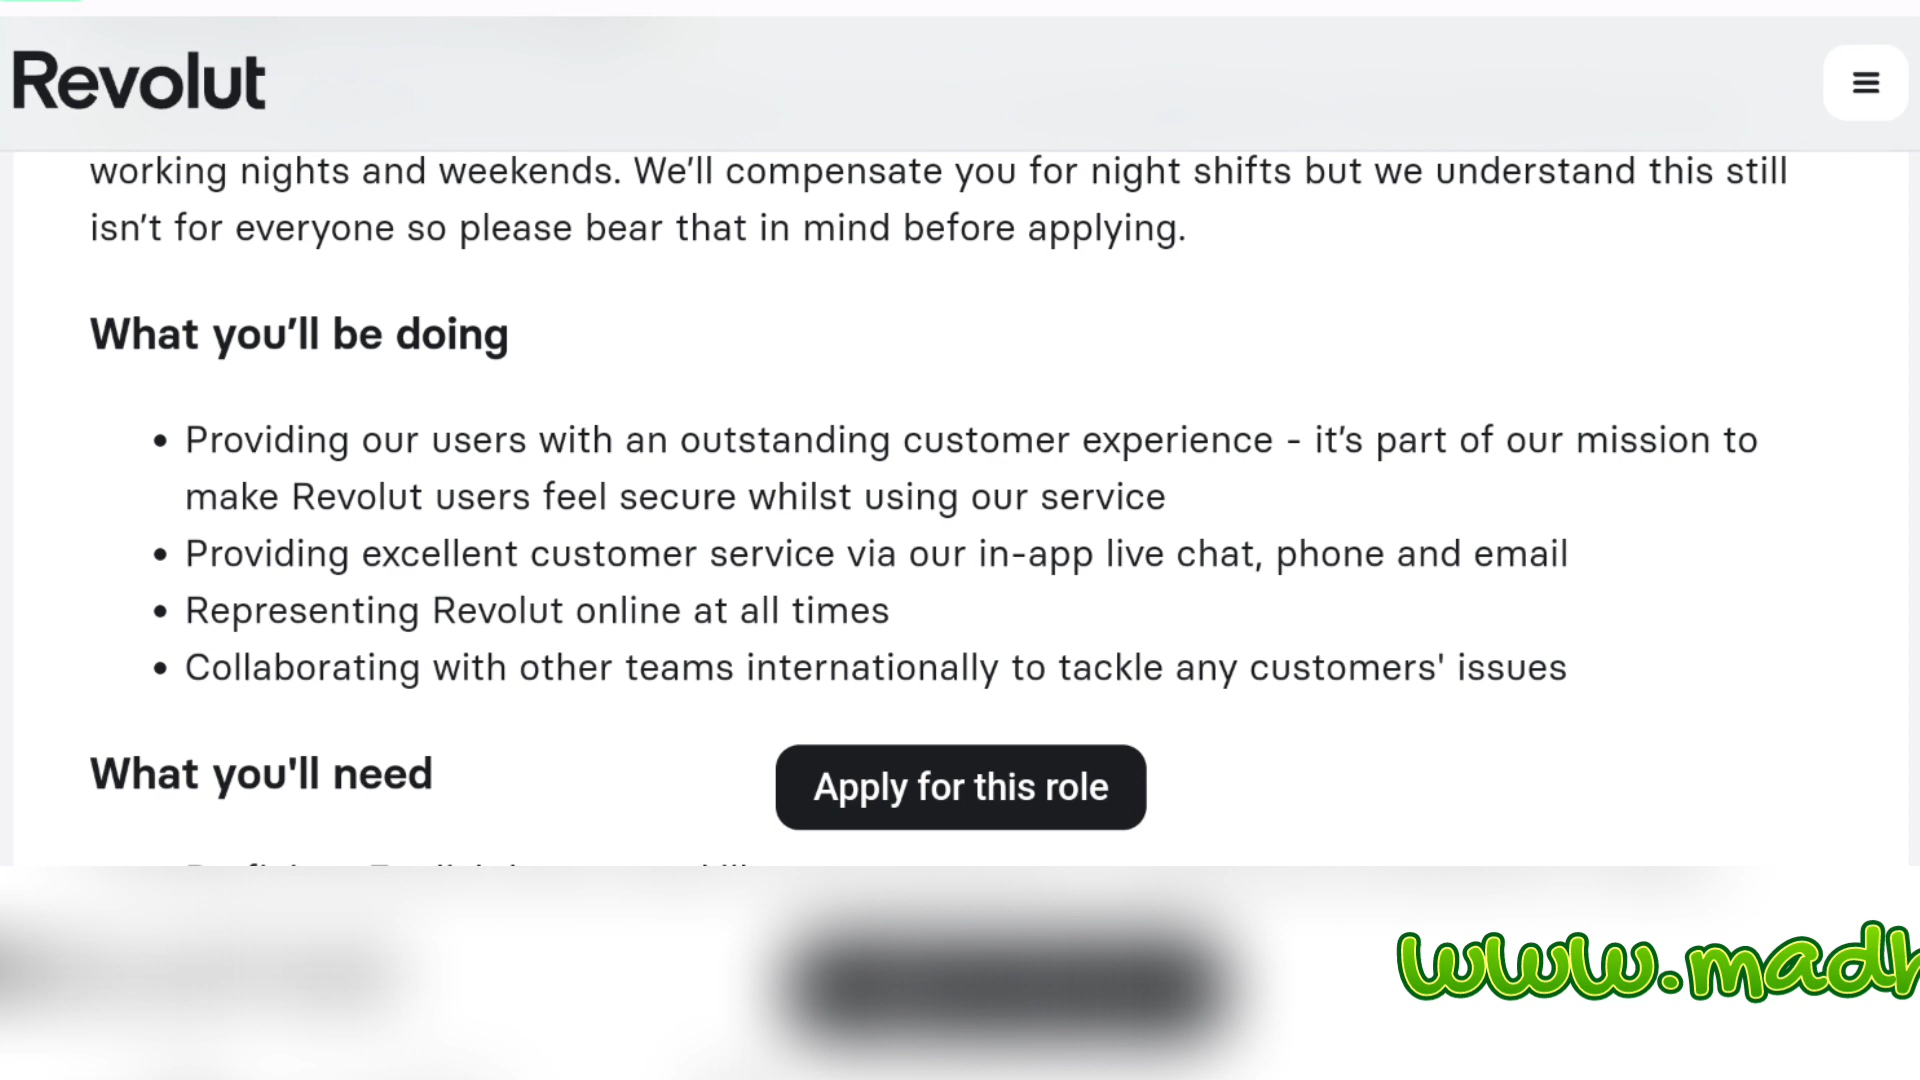 Revolut
working nights and weekends. We’ll compensate you for night shifts but we understand this still
isn’t for everyone so please bear that in mind before applying.
What you’ll be doing
• Providing our users with an outstanding customer experience - it’s part of our mission to
make Revolut users feel secure whilst using our service
• Providing excellent customer service via our in-app live chat, phone and email
• Representing Revolut online at all times
• Collaborating with other teams internationally to tackle any customers' issues
What you'll need
Apply for this role